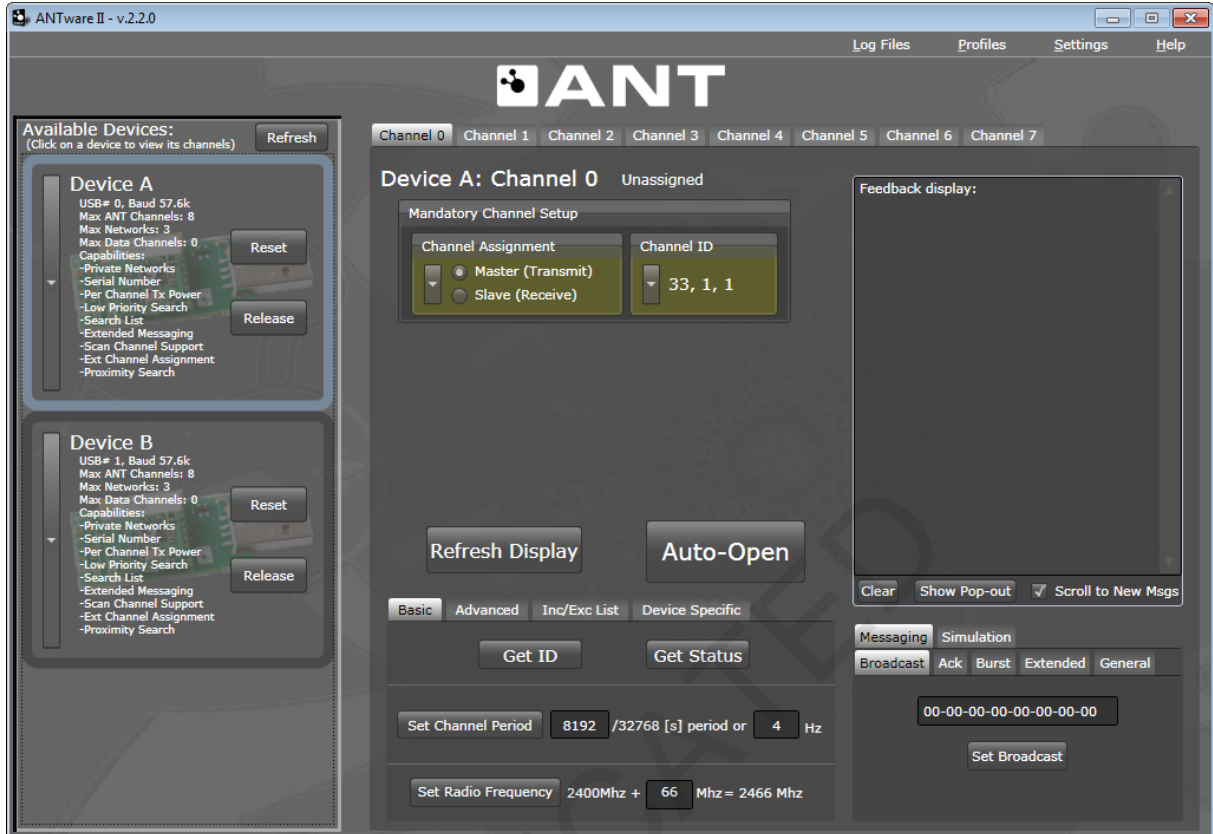 ANTware II - v.2.2.0
Log Files Profiles Settings Help
ANT
Available Devices:
(Click on a device to view its channels)
Refresh
Device A
USB# 0, Baud 57.6k
Max ANT Channels: 8
Max Networks: 3
Max Data Channels: 0
Capabilities:
-Private Networks
-Serial Number
-Per Channel Tx Power
-Low Priority Search
-Search List
-Extended Messaging
-Scan Channel Support
-Ext Channel Assignment
-Proximity Search
Reset
Release
Device B
USB# 1, Baud 57.6k
Max ANT Channels: 8
Max Networks: 3
Max Data Channels: 0
Capabilities:
-Private Networks
-Serial Number
-Per Channel Tx Power
-Low Priority Search
-Search List
-Extended Messaging
-Scan Channel Support
-Ext Channel Assignment
-Proximity Search
Reset
Release
Channel 0 Channel 1 Channel 2 Channel 3 Channel 4 Channel 5 Channel 6 Channel 7
Device A: Channel 0 Unassigned
Mandatory Channel Setup
Channel Assignment
Master (Transmit)
Slave (Receive)
Channel ID
33, 1, 1
Refresh Display
Auto-Open
Basic Advanced Inc/Exc List Device Specific
Get ID Get Status
Set Channel Period 8192 /32768 [s] period or 4 Hz
Set Radio Frequency 2400Mhz + 66 Mhz= 2466 Mhz
Feedback display:
Clear Show Pop-out Scroll to New Msgs
Messaging Simulation
Broadcast Ack Burst Extended General
00-00-00-00-00-00-00-00
Set Broadcast